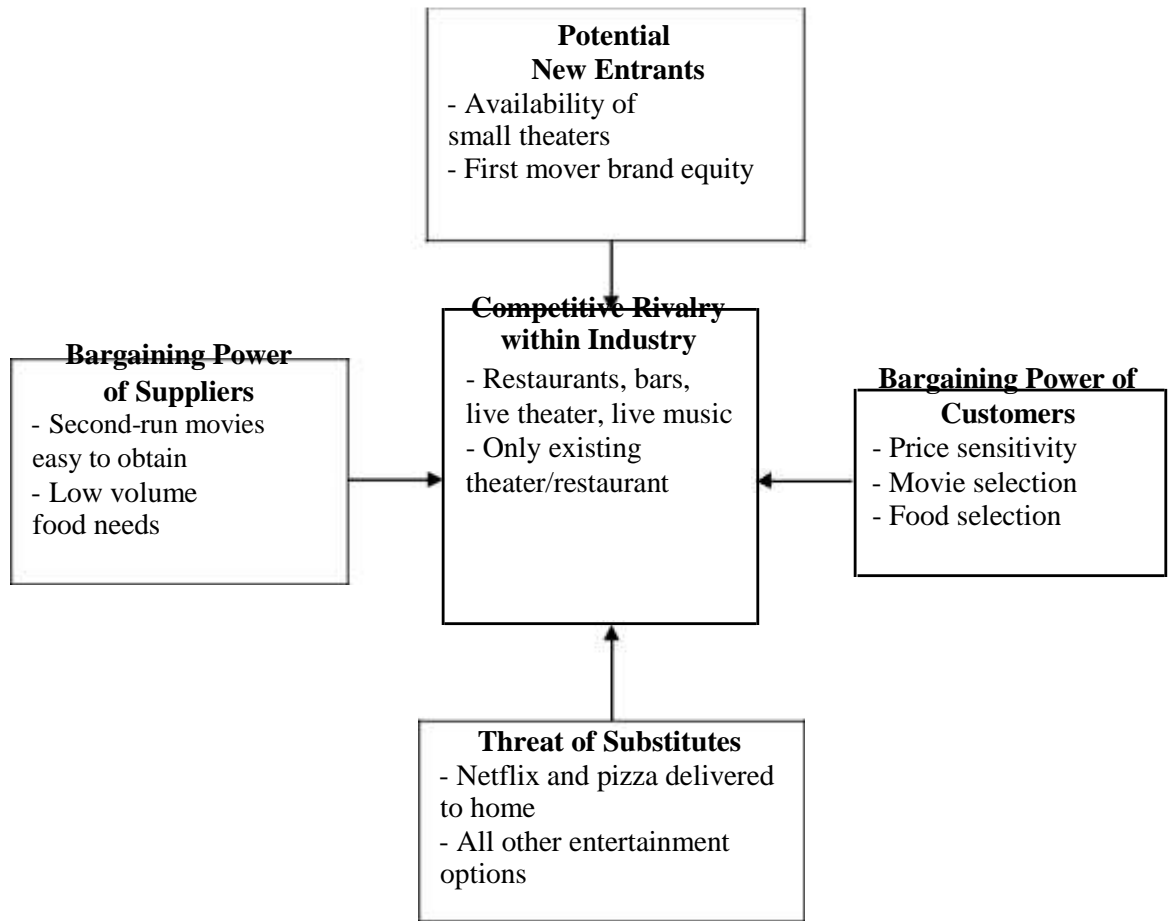 Potential
New Entrants
- Availability of
small theaters
- First mover brand equity
Competitive Rivalry
within Industry
- Restaurants, bars,
live theater, live music
- Only existing
theater/restaurant
Bargaining Power
of Suppliers
- Second-run movies
easy to obtain
- Low volume
food needs
Bargaining Power of
Customers
- Price sensitivity
- Movie selection
- Food selection
Threat of Substitutes
- Netflix and pizza delivered
to home
- All other entertainment
options